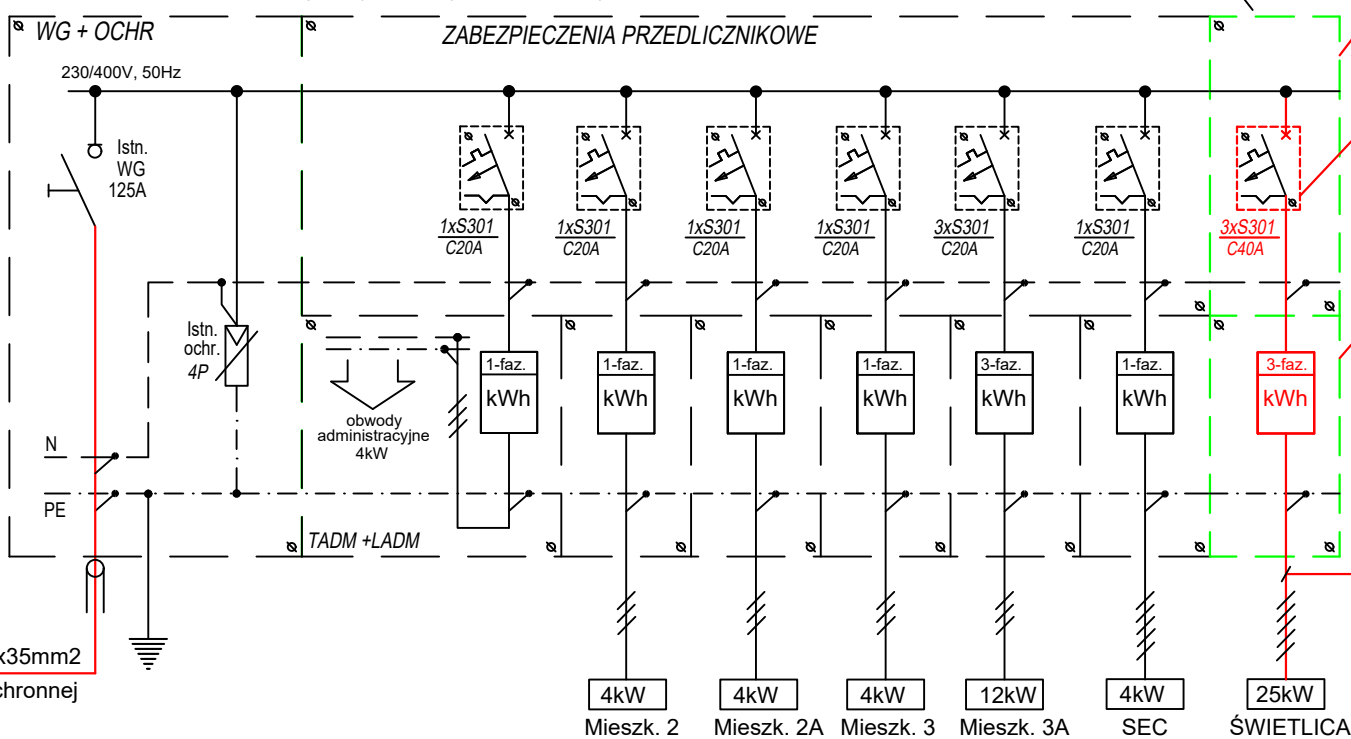 WG + OCHR
ZABEZPIECZENIA PRZEDLICZNIKOWE
230/400V, 50Hz
Istn.
WG
125A
1xS301
C20A
1xS301
C20A
1xS301
C20A
1xS301
C20A
3xS301
C20A
1xS301
C20A
3xS301
C40A
Istn.
ochr.
4P
1-faz.
kWh
1-faz.
kWh
1-faz.
kWh
1-faz.
kWh
3-faz.
kWh
1-faz.
kWh
3-faz.
kWh
obwody
administracyjne
4kW
N
PE
TADM +LADM
x35mm2
chronnej
4kW
Mieszk. 2
4kW
Mieszk. 2A
4kW
Mieszk. 3
12kW
Mieszk. 3A
4kW
SEC
25kW
ŚWIETLICA